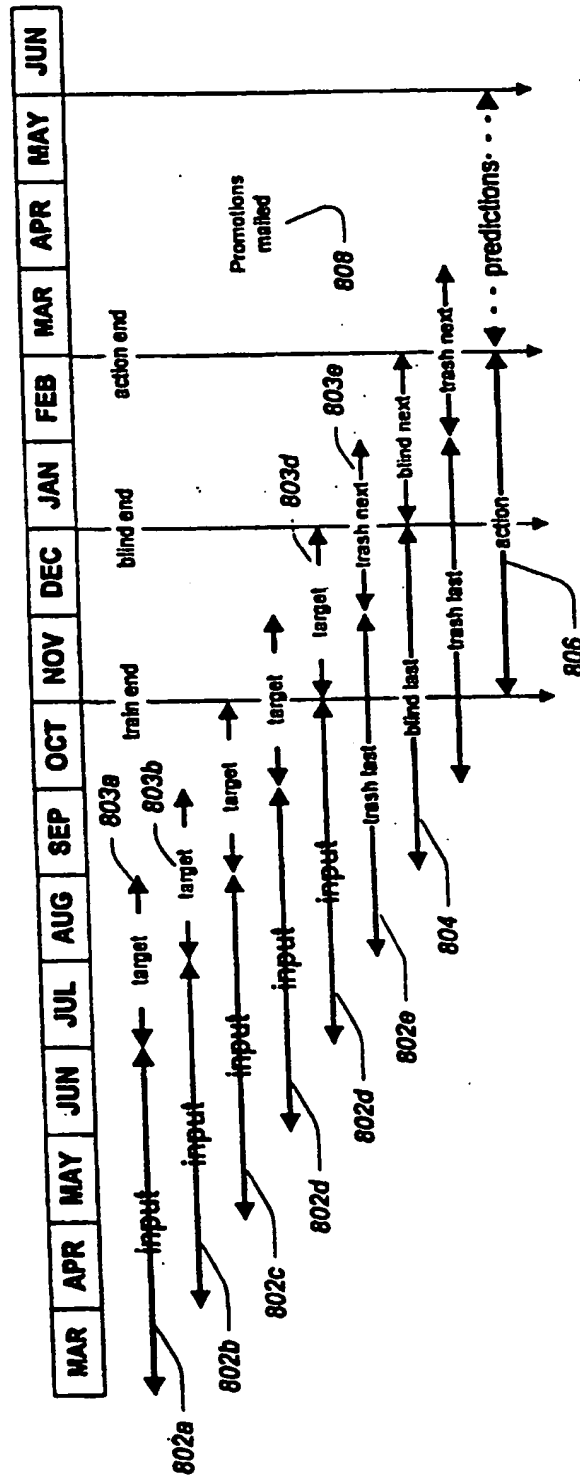 MAR APR MAY JUN JUL AUG SEP OCT NOV DEC JAN FEB MAR APR MAY JUN
train end blind end action end
802a input target 803a
802b input target 803b
802c input target
802d input target
802d input target 803d
802e trash last trash next 803e
804 blind last blind next
trash last trash next
806 action predictions
Promotions
mailed
808